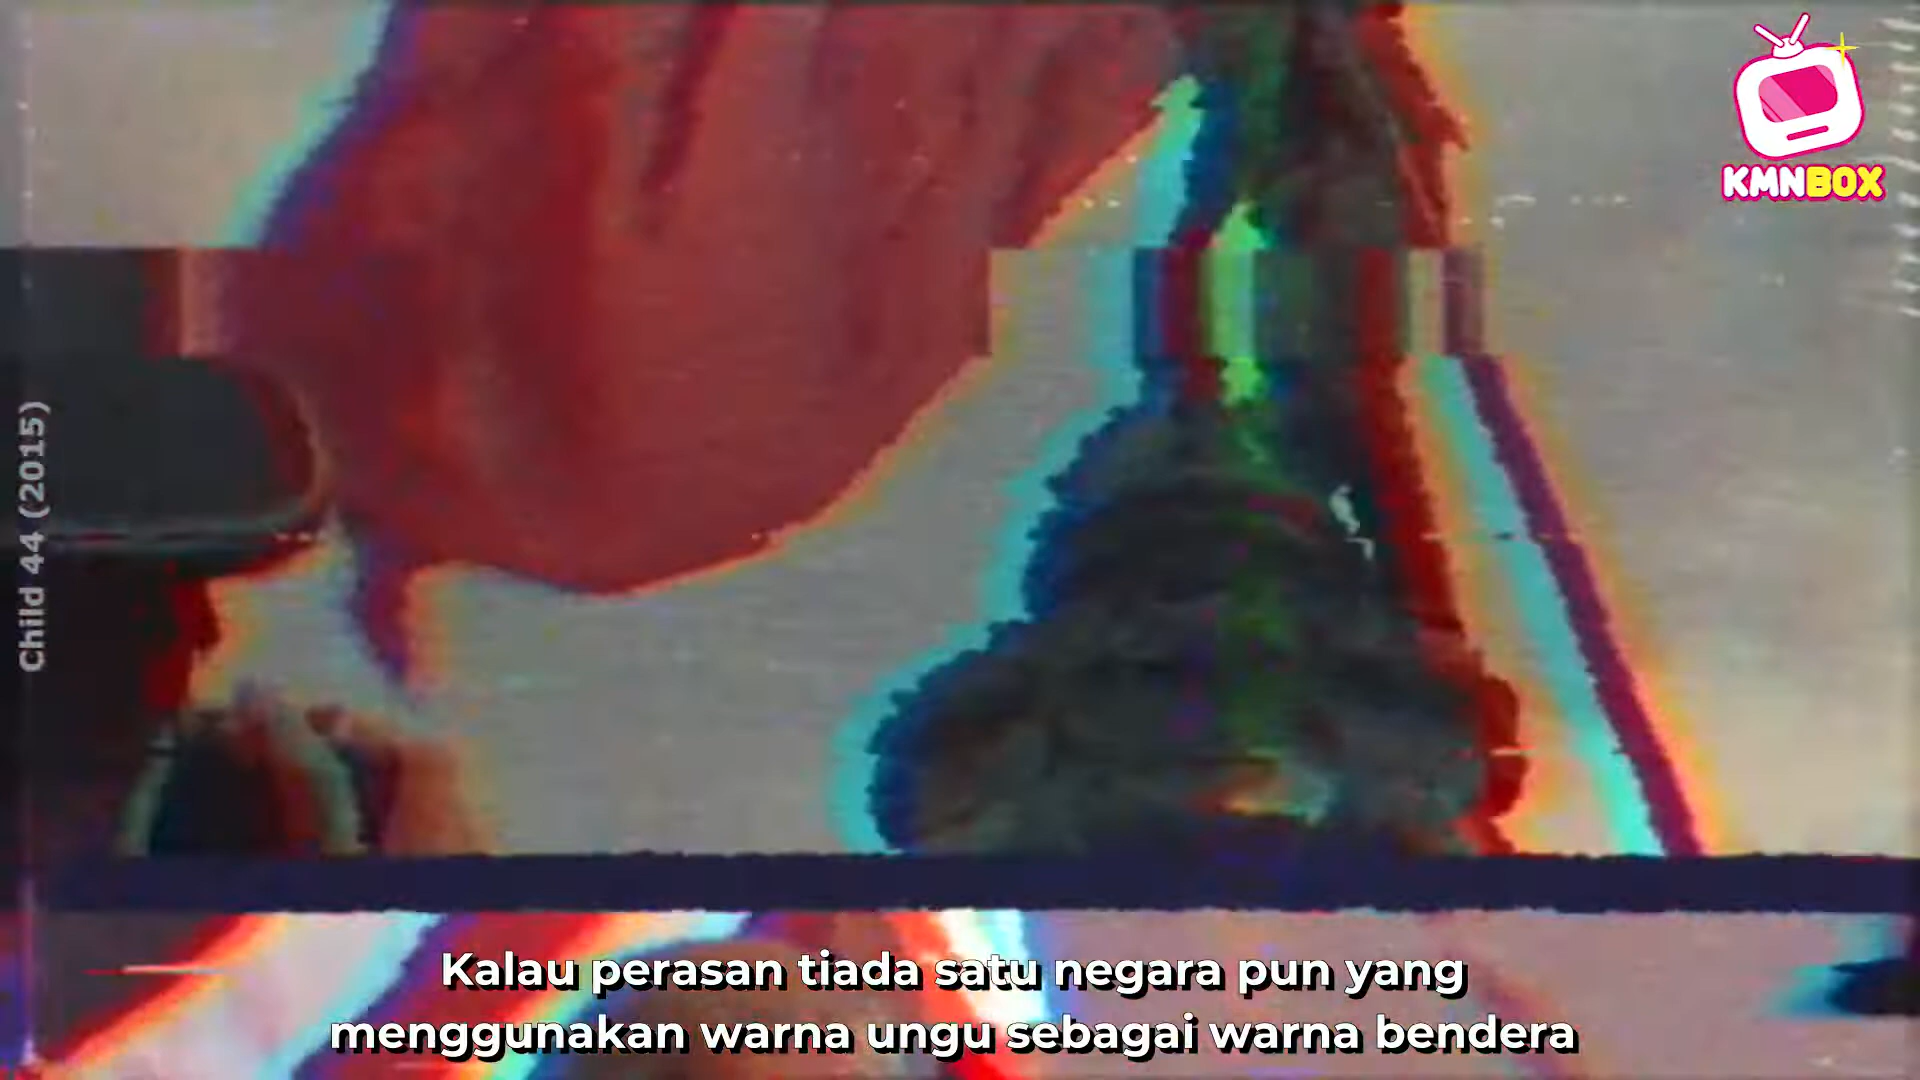 KMNBOX
Child 44 (2015)
Kalau perasan tiada satu negara pun yang
menggunakan warna ungu sebagai warna bendera